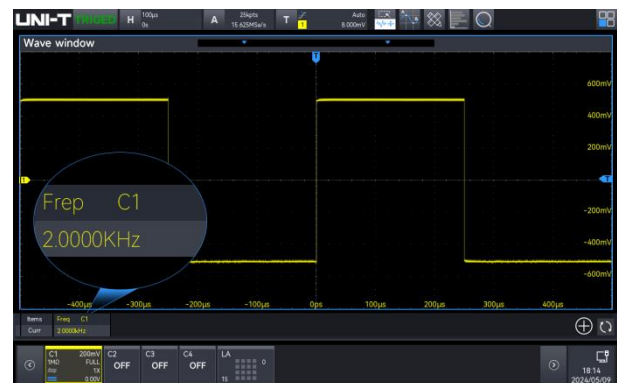 UNI-T TRIGED H 100μs 0s A 25kpts 15.625MSa/s T 1 Auto 8.000mV
Wave window
T
600mV
400mV
200mV
1 T
Frep C1
-200mV
2.0000KHz
-400mV
-600mV
-400μs -300μs -200μs -100μs 0ps 100μs 200μs 300μs 400μs
Items Freq C1
Curr 2.0000kHz
C1 200mV C2 C3 C4 LA
1MΩ FULL OFF OFF OFF 0
1X
0.00V 15
18:14
2024/05/09